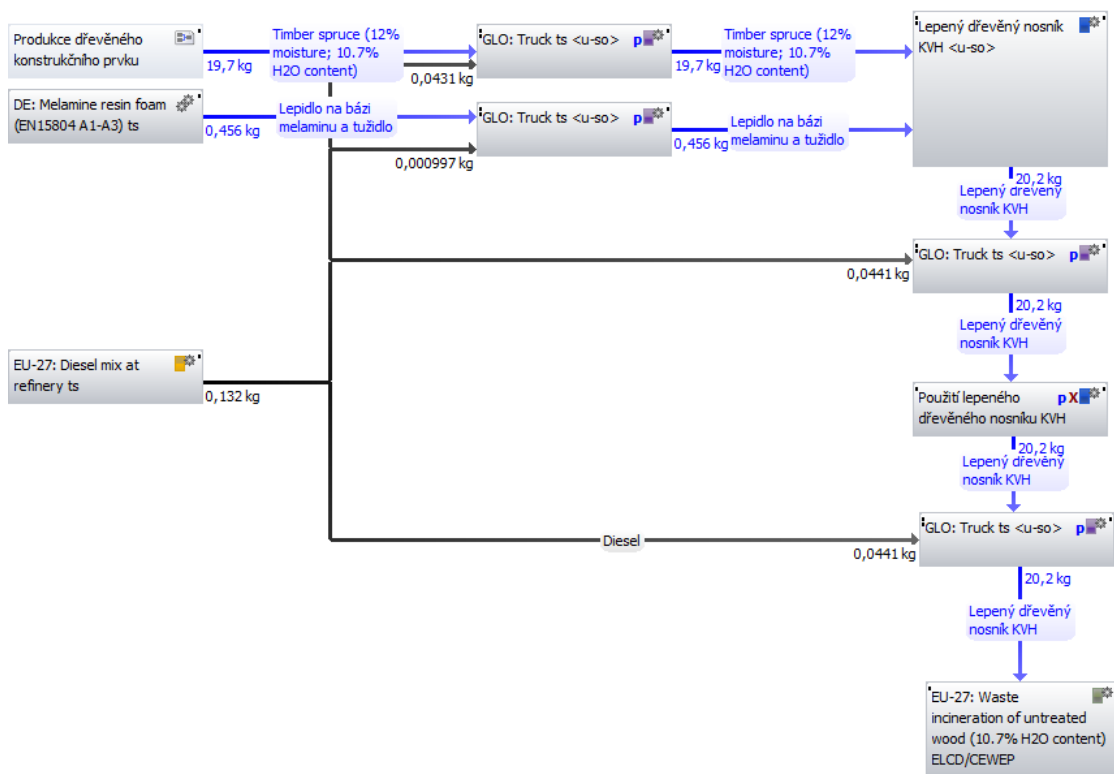 Produkce dřevěného
konstrukčního prvku
19,7 kg
Timber spruce (12%
moisture; 10.7%
H2O content)
0,0431 kg
GLO: Truck ts <u-so>
p
19,7 kg
Timber spruce (12%
moisture; 10.7%
H2O content)
Lepený dřevěný nosník
KVH <u-so>
DE: Melamine resin foam
(EN15804 A1-A3) ts
0,456 kg
Lepidlo na bázi
melaminu a tužidlo
0,000997 kg
GLO: Truck ts <u-so>
p
0,456 kg
Lepidlo na bázi
melaminu a tužidlo
20,2 kg
Lepený dřevěný
nosník KVH
GLO: Truck ts <u-so>
p
0,0441 kg
20,2 kg
Lepený dřevěný
nosník KVH
EU-27: Diesel mix at
refinery ts
0,132 kg
Použití lepeného
p X
dřevěného nosníku KVH
20,2 kg
Lepený dřevěný
nosník KVH
GLO: Truck ts <u-so>
p
Diesel
0,0441 kg
20,2 kg
Lepený dřevěný
nosník KVH
EU-27: Waste
incineration of untreated
wood (10.7% H2O content)
ELCD/CEWEP